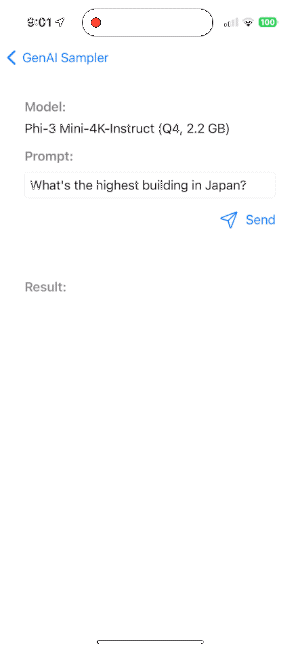 9:01
100
GenAI Sampler
Model:
Phi-3 Mini-4K-Instruct (Q4, 2.2 GB)
Prompt:
What's the highest building in Japan?
Send
Result: